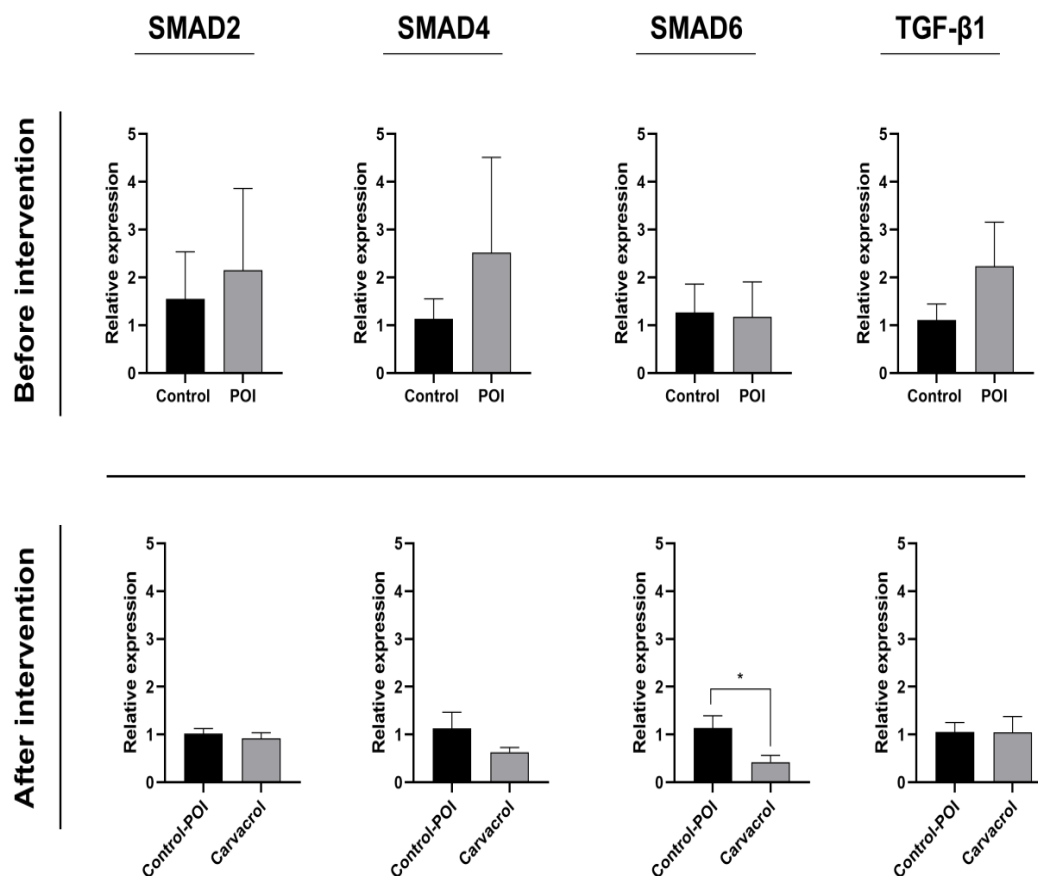 SMAD2 SMAD4 SMAD6 TGF-β1
Before intervention
Relative expression
5
4
3
2
1
0
Control POI
Relative expression
5
4
3
2
1
0
Control POI
Relative expression
5
4
3
2
1
0
Control POI
Relative expression
5
4
3
2
1
0
Control POI
After intervention
Relative expression
5
4
3
2
1
0
Control-POI Carvacrol
Relative expression
5
4
3
2
1
0
Control-POI Carvacrol
Relative expression
5
4
3
2
1
0
*
Control-POI Carvacrol
Relative expression
5
4
3
2
1
0
Control-POI Carvacrol